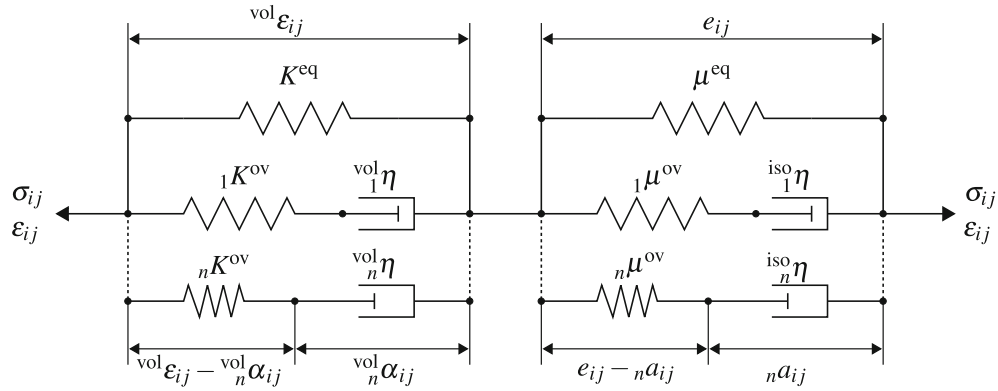 ᵛᵒˡεᵢⱼ eᵢⱼ
Kᵉq μᵉq
₁Kᵒᵛ ᵛᵒˡ₁η ₁μᵒᵛ ⁱˢᵒ₁η
σᵢⱼ σᵢⱼ
εᵢⱼ εᵢⱼ
ₙKᵒᵛ ᵛᵒˡₙη ₙμᵒᵛ ⁱˢᵒₙη
ᵛᵒˡεᵢⱼ − ᵛᵒˡₙαᵢⱼ ᵛᵒˡₙαᵢⱼ eᵢⱼ − ₙaᵢⱼ ₙaᵢⱼ